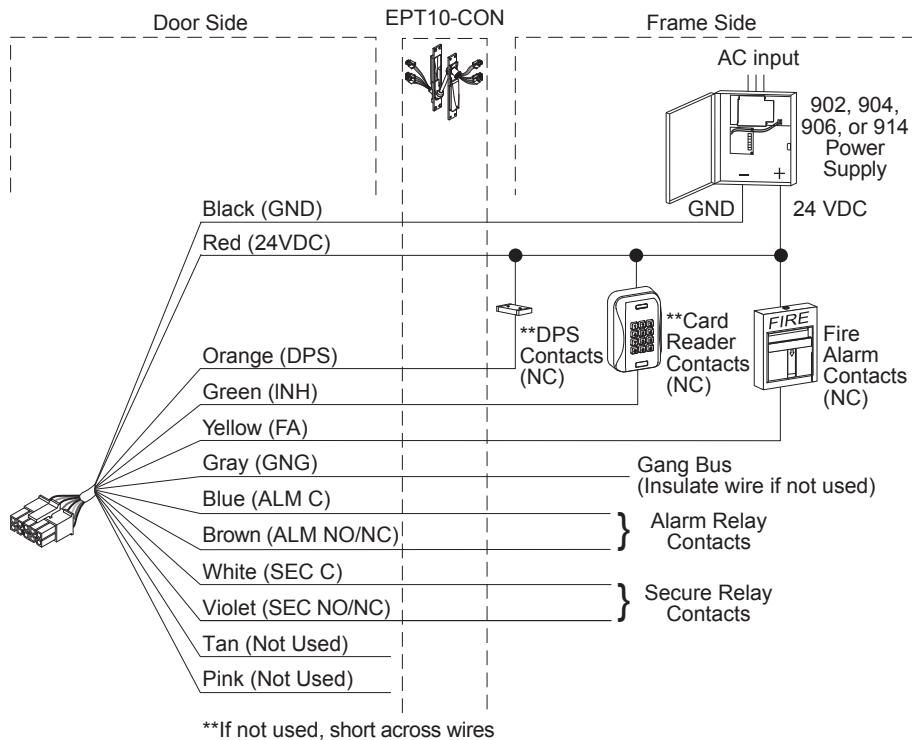 Door Side
EPT10-CON
Frame Side
AC input
902, 904,
906, or 914
Power
Supply
–
+
GND
24 VDC
Black (GND)
Red (24VDC)
**DPS
Contacts
(NC)
**Card
Reader
Contacts
(NC)
FIRE
Fire
Alarm
Contacts
(NC)
Orange (DPS)
Green (INH)
Yellow (FA)
Gray (GNG)
Gang Bus
(Insulate wire if not used)
Blue (ALM C)
Brown (ALM NO/NC)
} Alarm Relay
Contacts
White (SEC C)
Violet (SEC NO/NC)
} Secure Relay
Contacts
Tan (Not Used)
Pink (Not Used)
**If not used, short across wires